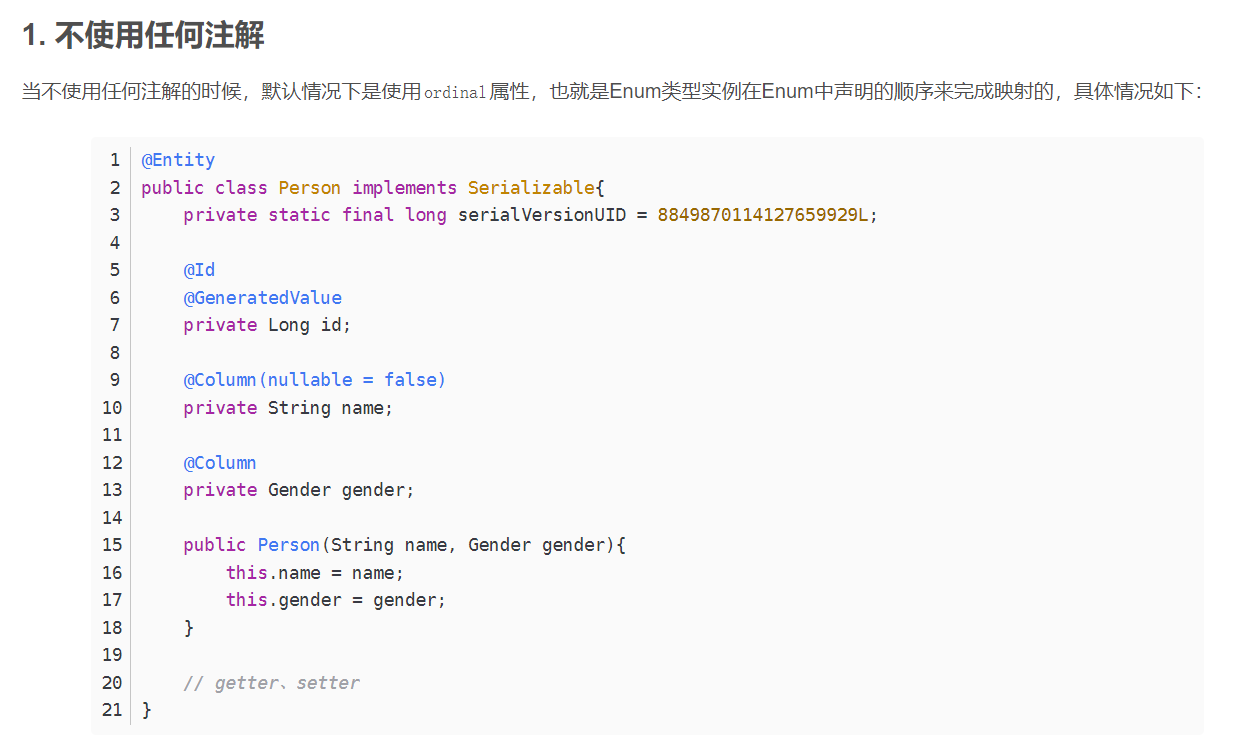 1. 不使用任何注解
当不使用任何注解的时候，默认情况下是使用ordinal属性，也就是Enum类型实例在Enum中声明的顺序来完成映射的，具体情况如下：
1 @Entity
2 public class Person implements Serializable{
3     private static final long serialVersionUID = 8849870114127659929L;
4
5     @Id
6     @GeneratedValue
7     private Long id;
8
9     @Column(nullable = false)
10     private String name;
11
12     @Column
13     private Gender gender;
14
15     public Person(String name, Gender gender){
16         this.name = name;
17         this.gender = gender;
18     }
19
20     // getter、setter
21 }